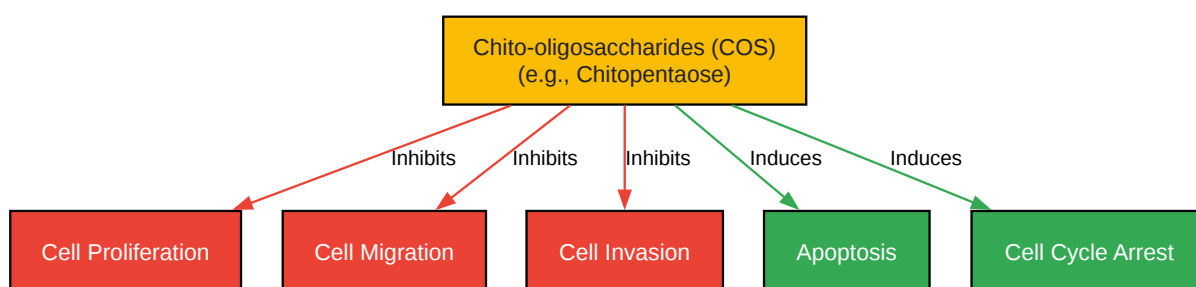 Chito-oligosaccharides (COS)
(e.g., Chitopentaose)
Inhibits
Inhibits
Inhibits
Induces
Induces
Cell Proliferation
Cell Migration
Cell Invasion
Apoptosis
Cell Cycle Arrest